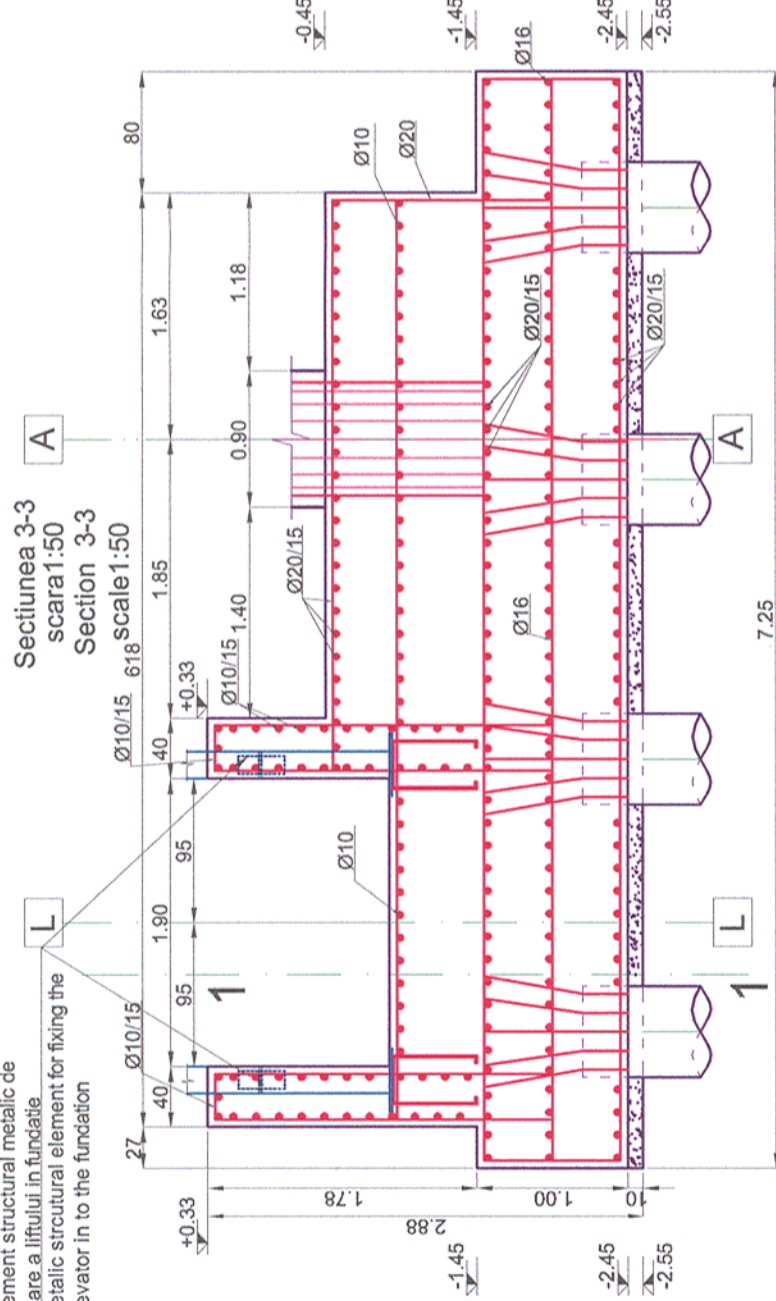 ement structural metalic de
are a liftului in fundatie
etalic strcutural element for fixing the
evator in to the fundation
Sectiunea 3-3
scara1:50
Section 3-3
scale1:50
L
A
27
618
80
40
1.90
40
1.85
1.63
95
95
1.40
0.90
1.18
Ø10/15
Ø10/15
Ø10/15
+0.33
+0.33
-0.45
-1.45
-2.45
-2.55
Ø20/15
Ø10
Ø20
Ø16
Ø10
Ø16
Ø20/15
Ø20/15
1
1
1.78
2.88
1.00
10
-1.45
-2.45
-2.55
L
A
7.25